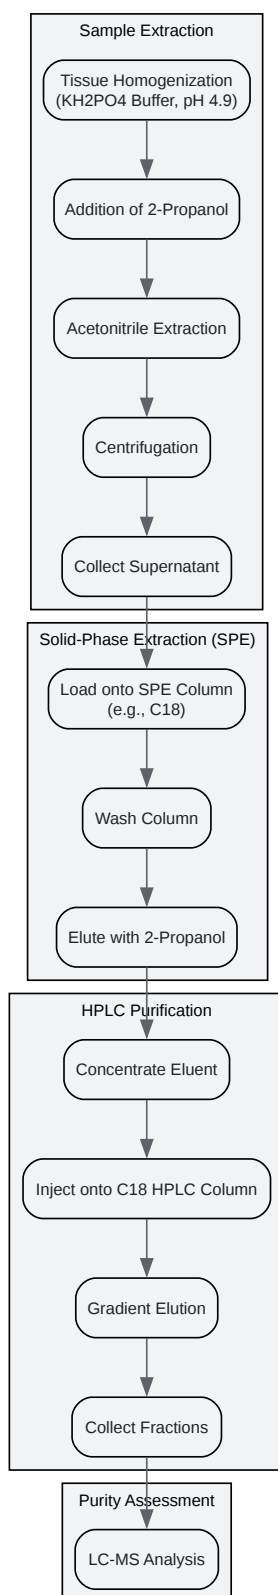 Sample Extraction
Tissue Homogenization
(KH2PO4 Buffer, pH 4.9)
Addition of 2-Propanol
Acetonitrile Extraction
Centrifugation
Collect Supernatant
Solid-Phase Extraction (SPE)
Load onto SPE Column
(e.g., C18)
Wash Column
Elute with 2-Propanol
HPLC Purification
Concentrate Eluent
Inject onto C18 HPLC Column
Gradient Elution
Collect Fractions
Purity Assessment
LC-MS Analysis